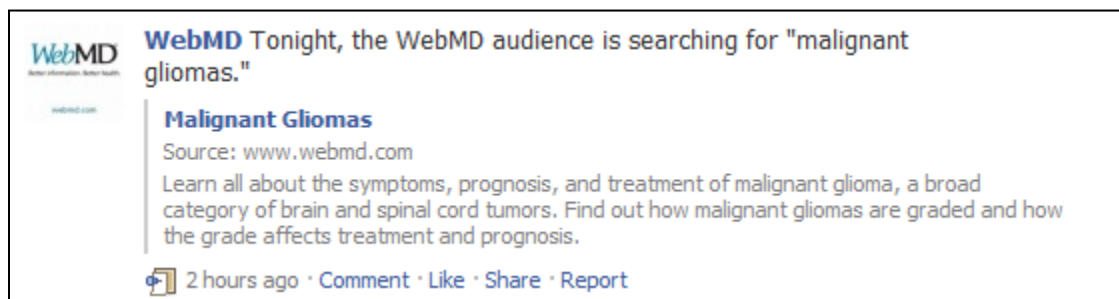 WebMD
Better information. Better health.
webmd.com
WebMD Tonight, the WebMD audience is searching for "malignant
gliomas."
Malignant Gliomas
Source: www.webmd.com
Learn all about the symptoms, prognosis, and treatment of malignant glioma, a broad
category of brain and spinal cord tumors. Find out how malignant gliomas are graded and how
the grade affects treatment and prognosis.
2 hours ago · Comment · Like · Share · Report